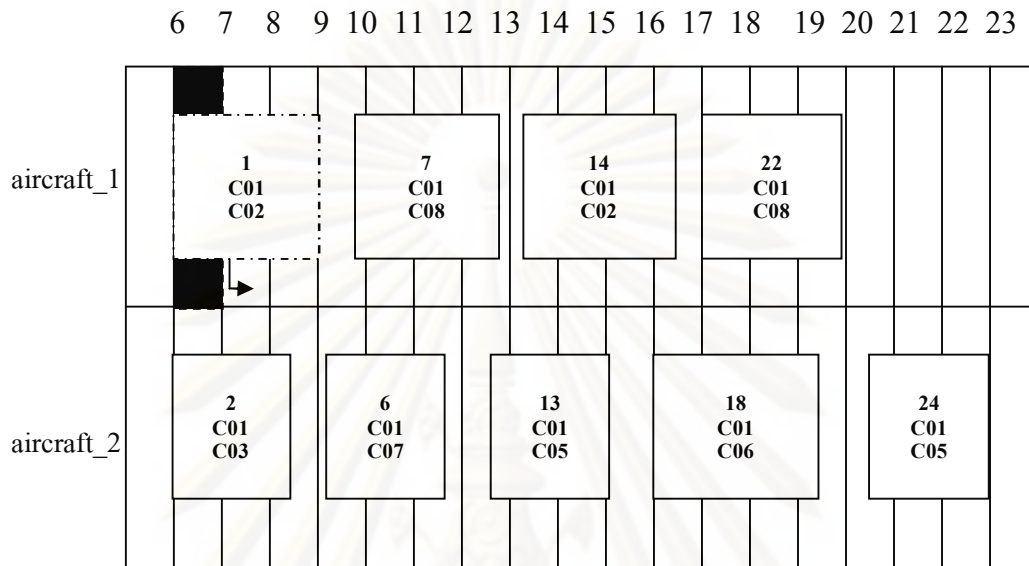 6 7 8 9 10 11 12 13 14 15 16 17 18 19 20 21 22 23
aircraft_1
1
C01
C02
7
C01
C08
14
C01
C02
22
C01
C08
aircraft_2
2
C01
C03
6
C01
C07
13
C01
C05
18
C01
C06
24
C01
C05